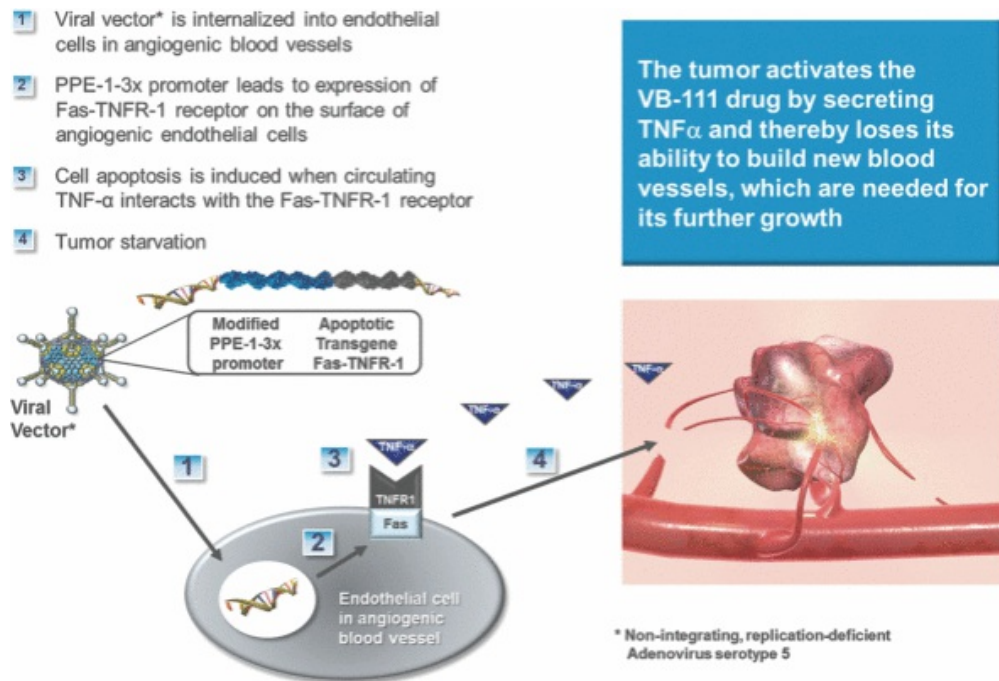 1 Viral vector* is internalized into endothelial
cells in angiogenic blood vessels
2 PPE-1-3x promoter leads to expression of
Fas-TNFR-1 receptor on the surface of
angiogenic endothelial cells
3 Cell apoptosis is induced when circulating
TNF-α interacts with the Fas-TNFR-1 receptor
4 Tumor starvation
The tumor activates the
VB-111 drug by secreting
TNFα and thereby loses its
ability to build new blood
vessels, which are needed for
its further growth
Modified
PPE-1-3x
promoter
Apoptotic
Transgene
Fas-TNFR-1
Viral
Vector*
TNF-α
TNF-α
TNF-α
TNF-α
1
3
4
TNFR1
Fas
2
Endothelial cell
in angiogenic
blood vessel
* Non-integrating, replication-deficient
Adenovirus serotype 5